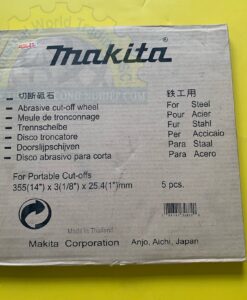 makita®
切断砥石
Abrasive cut-off wheel
Meule de tronconnage
Trennscheibe
Disco troncatore
Doorslijpschijven
Disco abrasivo para corta
鉄工用
For Steel
Pour Acier
Fur Stahl
Per Accicaio
Para Staal
Para Acero
For Portable Cut-offs
355(14") x 3(1/8") x 25.4(1")mm 5 pcs.
Made in Thailand
Makita Corporation Anjo, Aichi, Japan